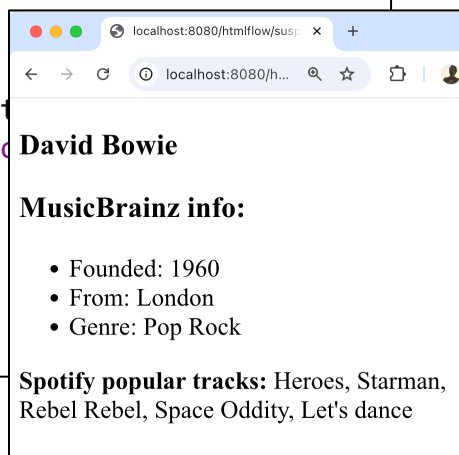 localhost:8080/htmlflow/susp
localhost:8080/h...
David Bowie
MusicBrainz info:
• Founded: 1960
• From: London
• Genre: Pop Rock
Spotify popular tracks: Heroes, Starman,
Rebel Rebel, Space Oddity, Let's dance